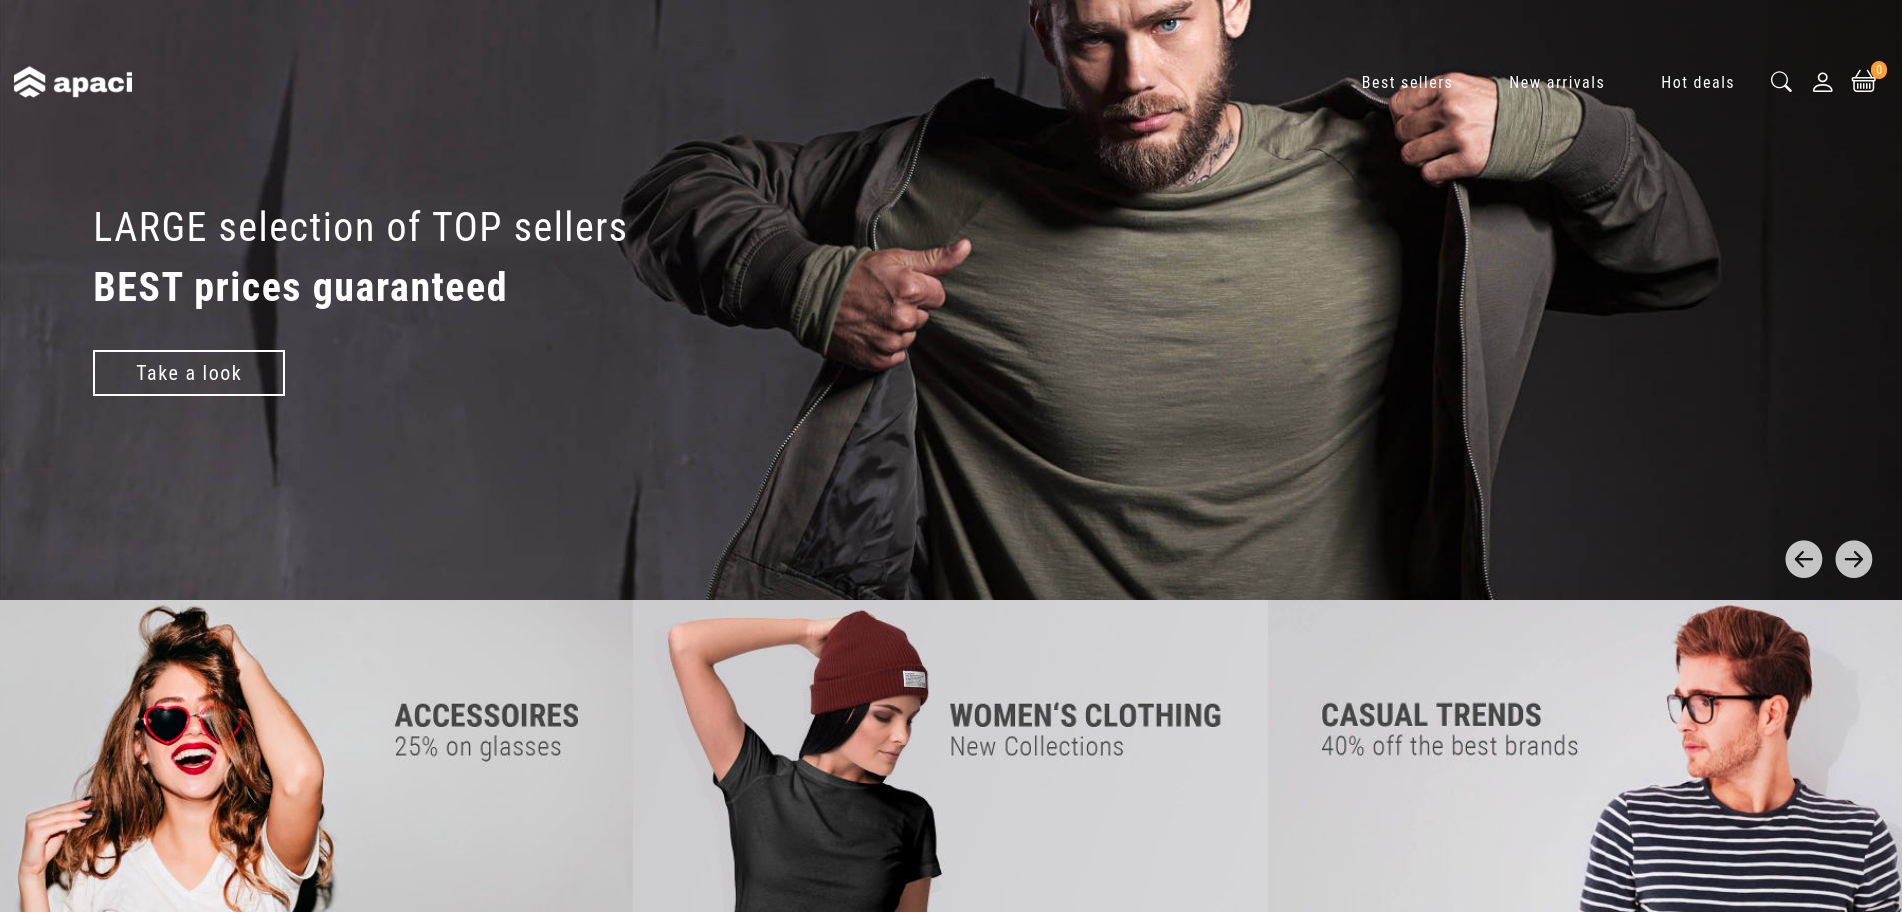 apaci
Best sellers
New arrivals
Hot deals
0
LARGE selection of TOP sellers
BEST prices guaranteed
Take a look
ACCESSOIRES
25% on glasses
WOMEN‘S CLOTHING
New Collections
CASUAL TRENDS
40% off the best brands